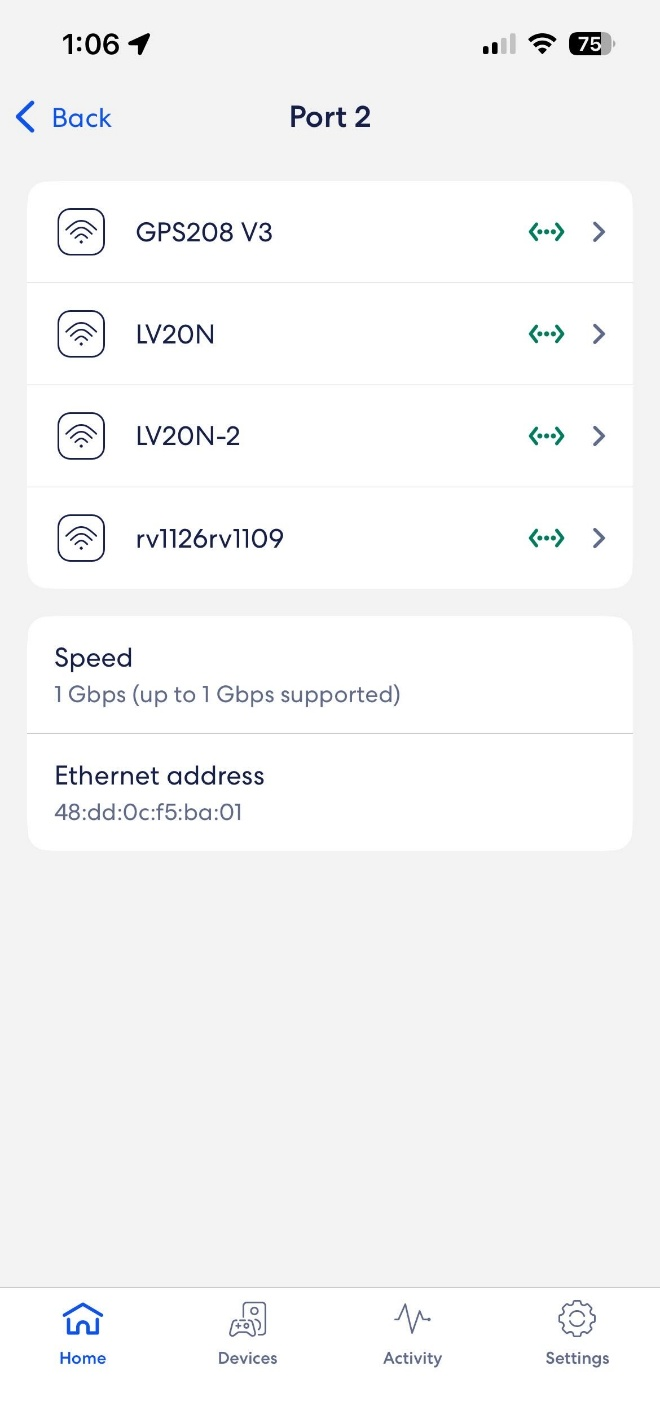 1:06
75
Back
Port 2
GPS208 V3
LV20N
LV20N-2
rv1126rv1109
Speed
1 Gbps (up to 1 Gbps supported)
Ethernet address
48:dd:0c:f5:ba:01
Home
Devices
Activity
Settings